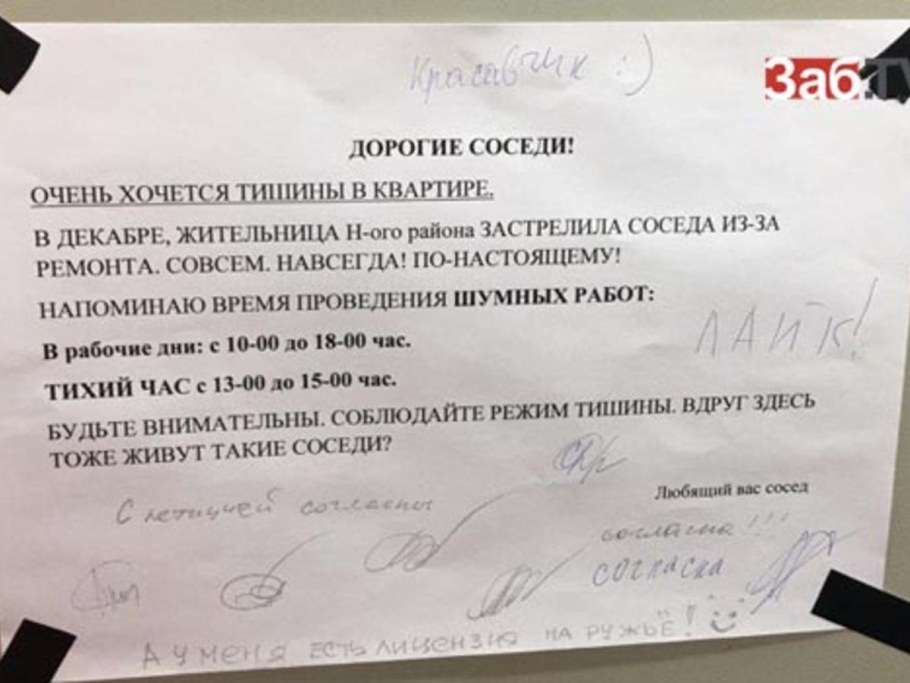 Красавчик :)
Заб.TV
ДОРОГИЕ СОСЕДИ!
ОЧЕНЬ ХОЧЕТСЯ ТИШИНЫ В КВАРТИРЕ.
В ДЕКАБРЕ, ЖИТЕЛЬНИЦА Н-ого района ЗАСТРЕЛИЛА СОСЕДА ИЗ-ЗА
РЕМОНТА. СОВСЕМ. НАВСЕГДА! ПО-НАСТОЯЩЕМУ!
НАПОМИНАЮ ВРЕМЯ ПРОВЕДЕНИЯ ШУМНЫХ РАБОТ:
В рабочие дни: с 10-00 до 18-00 час.
ЛАЙК!
ТИХИЙ ЧАС с 13-00 до 15-00 час.
БУДЬТЕ ВНИМАТЕЛЬНЫ. СОБЛЮДАЙТЕ РЕЖИМ ТИШИНЫ. ВДРУГ ЗДЕСЬ
ТОЖЕ ЖИВУТ ТАКИЕ СОСЕДИ?
Любящий вас сосед
С петицией согласны
согласна!!!
согласна
А У МЕНЯ ЕСТЬ ЛИЦЕНЗИЯ НА РУЖЬЁ!